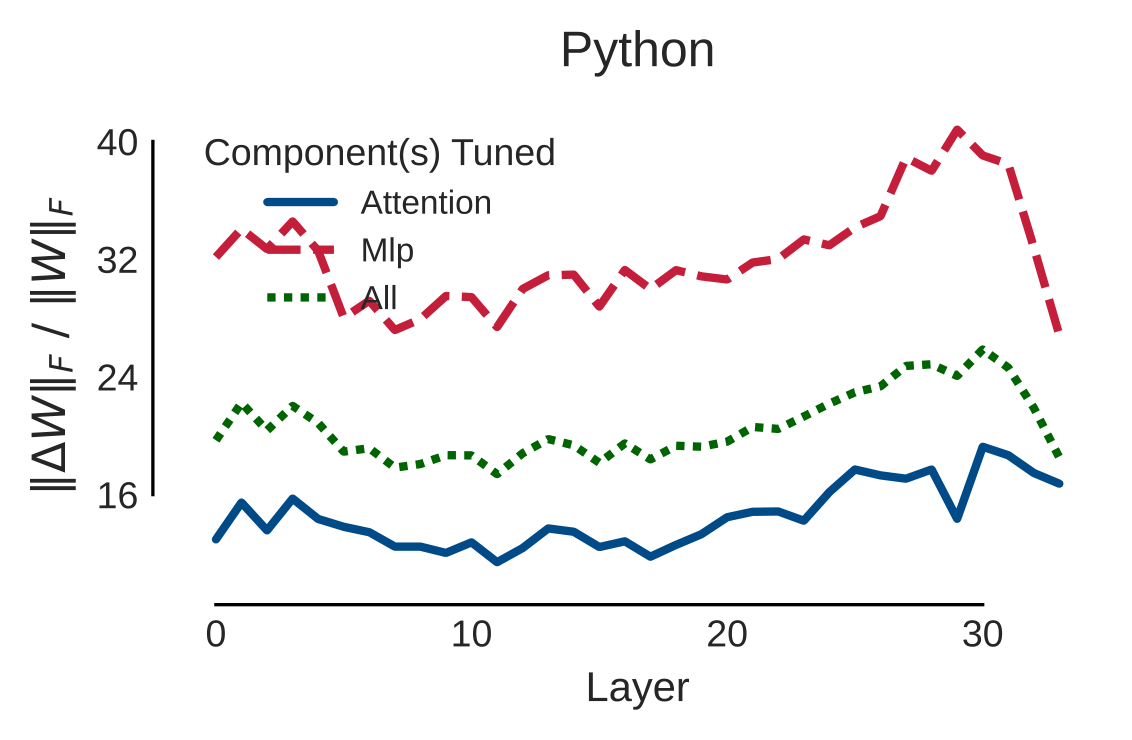 Python
‖ΔW‖F / ‖W‖F
40
32
24
16
Component(s) Tuned
Attention
Mlp
All
0 10 20 30
Layer